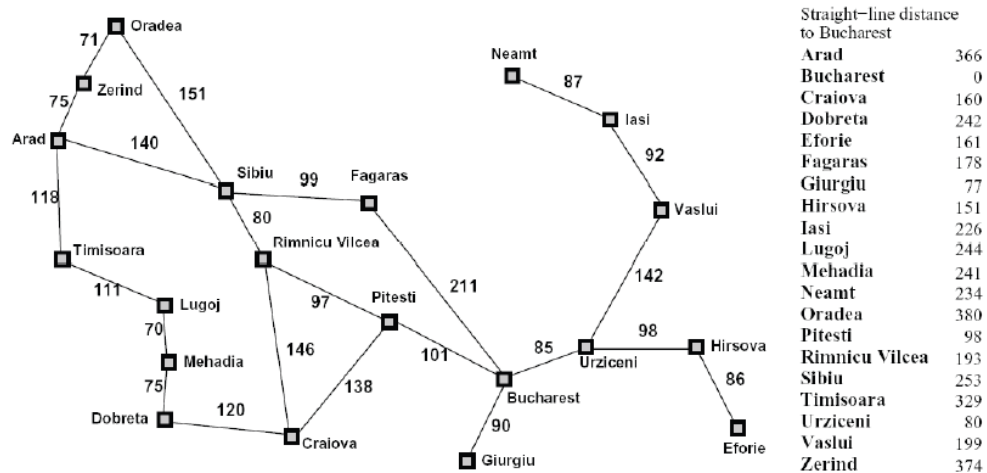 Oradea
71
Zerind
151
75
Arad
140
Sibiu
99
Fagaras
118
80
Timisoara
Rimnicu Vilcea
111
Lugoj
97
Pitesti
211
70
Mehadia
146
101
75
138
Dobreta
120
Craiova
Bucharest
90
Giurgiu
Neamt
87
Iasi
92
Vaslui
142
85
Urziceni
98
Hirsova
86
Eforie
Straight-line distance
to Bucharest
Arad 366
Bucharest 0
Craiova 160
Dobreta 242
Eforie 161
Fagaras 178
Giurgiu 77
Hirsova 151
Iasi 226
Lugoj 244
Mehadia 241
Neamt 234
Oradea 380
Pitesti 98
Rimnicu Vilcea 193
Sibiu 253
Timisoara 329
Urziceni 80
Vaslui 199
Zerind 374